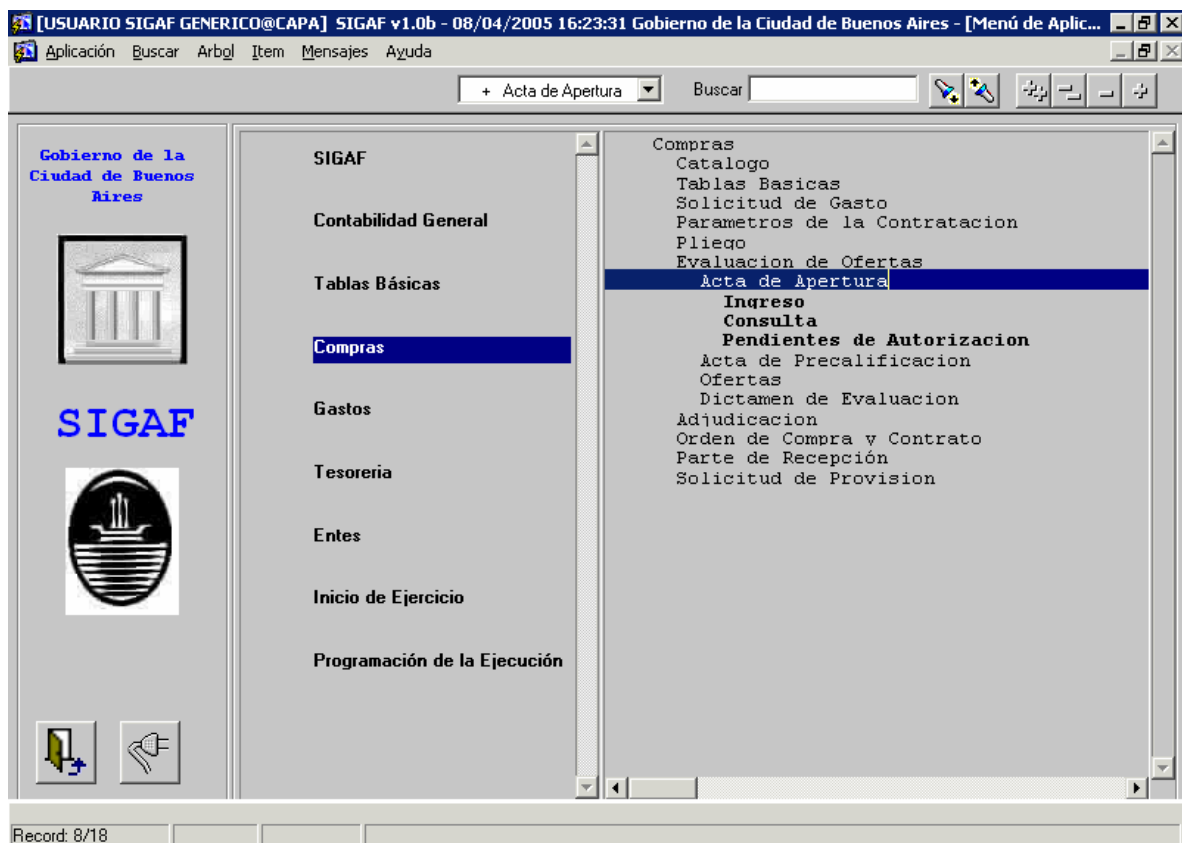 [USUARIO SIGAF GENERICO@CAPA] SIGAF v1.0b - 08/04/2005 16:23:31 Gobierno de la Ciudad de Buenos Aires - [Menú de Aplic...
Aplicación Buscar Arbol Item Mensajes Ayuda
+ Acta de Apertura Buscar
Gobierno de la
Ciudad de Buenos
Aires
SIGAF
SIGAF
Contabilidad General
Tablas Básicas
Compras
Gastos
Tesoreria
Entes
Inicio de Ejercicio
Programación de la Ejecución
Compras
Catalogo
Tablas Basicas
Solicitud de Gasto
Parametros de la Contratacion
Pliego
Evaluacion de Ofertas
Acta de Apertura
Ingreso
Consulta
Pendientes de Autorizacion
Acta de Precalificacion
Ofertas
Dictamen de Evaluacion
Adjudicacion
Orden de Compra y Contrato
Parte de Recepción
Solicitud de Provision
Record: 8/18